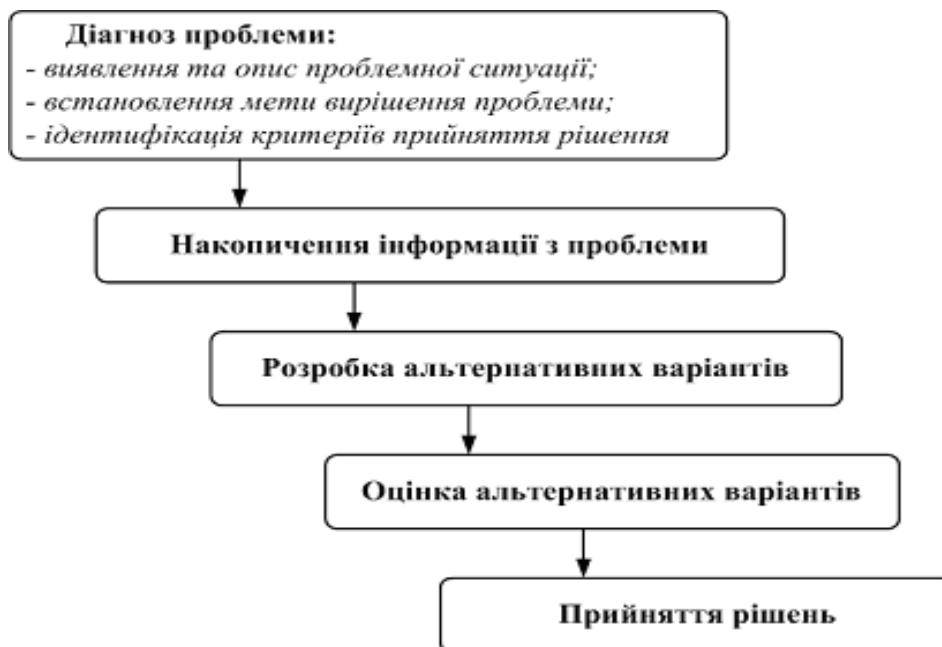 Діагноз проблеми:
- виявлення та опис проблемної ситуації;
- встановлення мети вирішення проблеми;
- ідентифікація критеріїв прийняття рішення
Накопичення інформації з проблеми
Розробка альтернативних варіантів
Оцінка альтернативних варіантів
Прийняття рішень